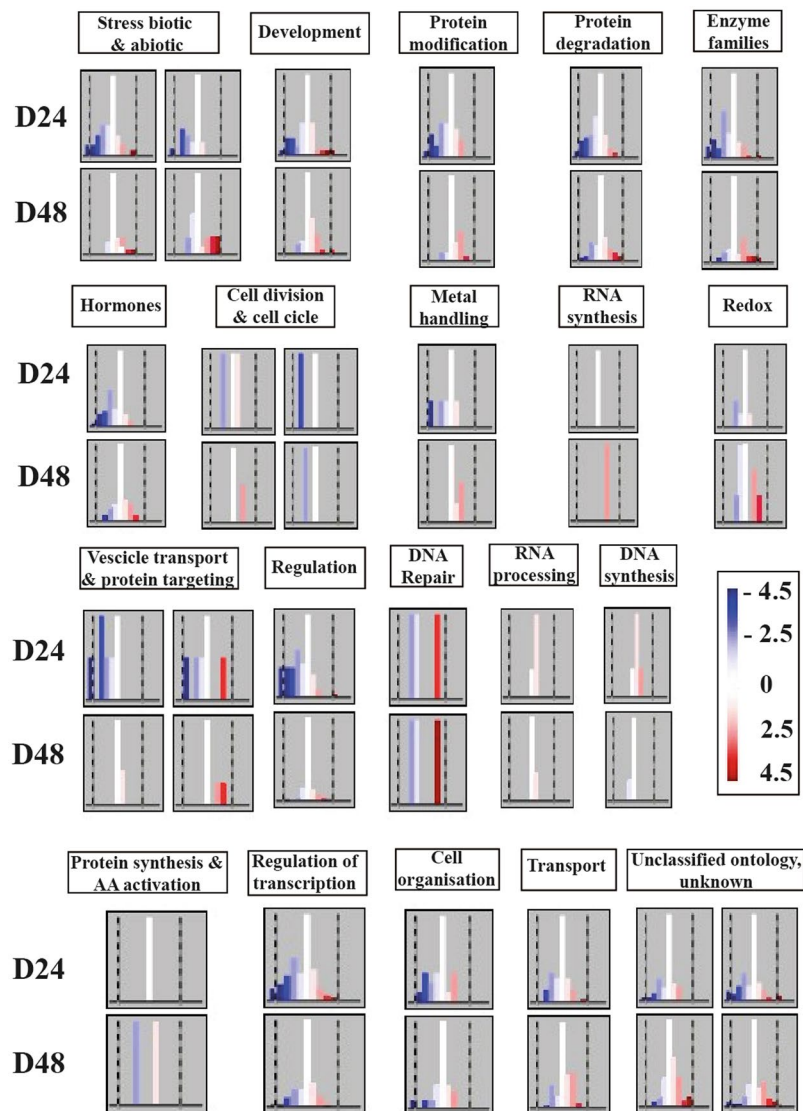 Stress biotic
& abiotic
Development
Protein
modification
Protein
degradation
Enzyme
families
D24
D48
Hormones
Cell division
& cell cicle
Metal
handling
RNA
synthesis
Redox
D24
D48
Vescicle transport
& protein targeting
Regulation
DNA
Repair
RNA
processing
DNA
synthesis
D24
D48
- 4.5
- 2.5
0
2.5
4.5
Protein synthesis &
AA activation
Regulation of
transcription
Cell
organisation
Transport
Unclassified ontology,
unknown
D24
D48